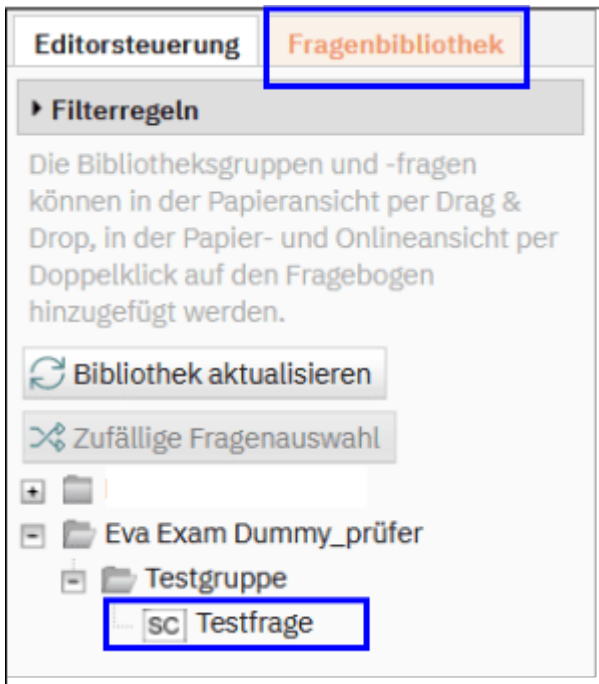 Editorsteuerung Fragenbibliothek
Filterregeln
Die Bibliotheksgruppen und -fragen
können in der Papieransicht per Drag &
Drop, in der Papier- und Onlineansicht per
Doppelklick auf den Fragebogen
hinzugefügt werden.
Bibliothek aktualisieren
Zufällige Fragenauswahl
Eva Exam Dummy_prüfer
Testgruppe
SC Testfrage